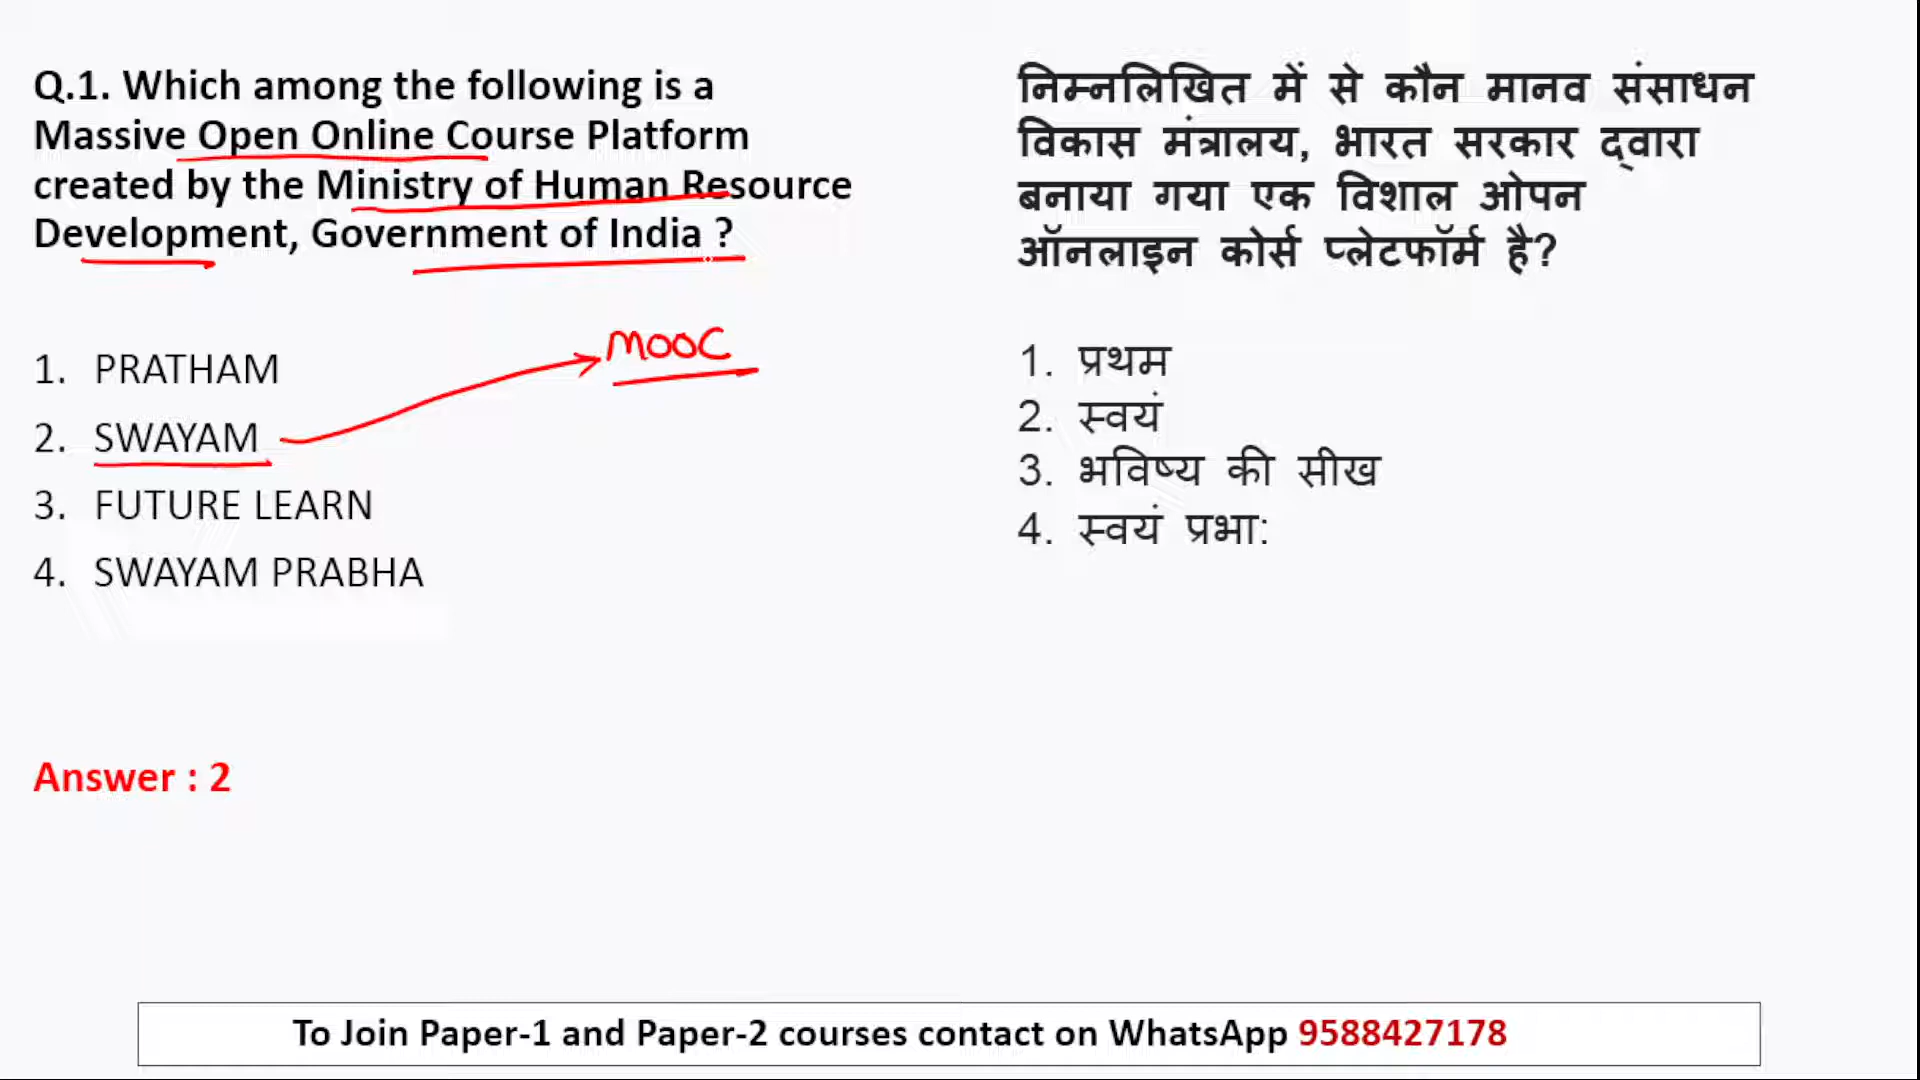 Q.1. Which among the following is a
Massive Open Online Course Platform
created by the Ministry of Human Resource
Development, Government of India ?
MOOC
1. PRATHAM
2. SWAYAM
3. FUTURE LEARN
4. SWAYAM PRABHA
Answer : 2
निम्नलिखित में से कौन मानव संसाधन
विकास मंत्रालय, भारत सरकार द्वारा
बनाया गया एक विशाल ओपन
ऑनलाइन कोर्स प्लेटफॉर्म है?
1. प्रथम
2. स्वयं
3. भविष्य की सीख
4. स्वयं प्रभा:
To Join Paper-1 and Paper-2 courses contact on WhatsApp 9588427178